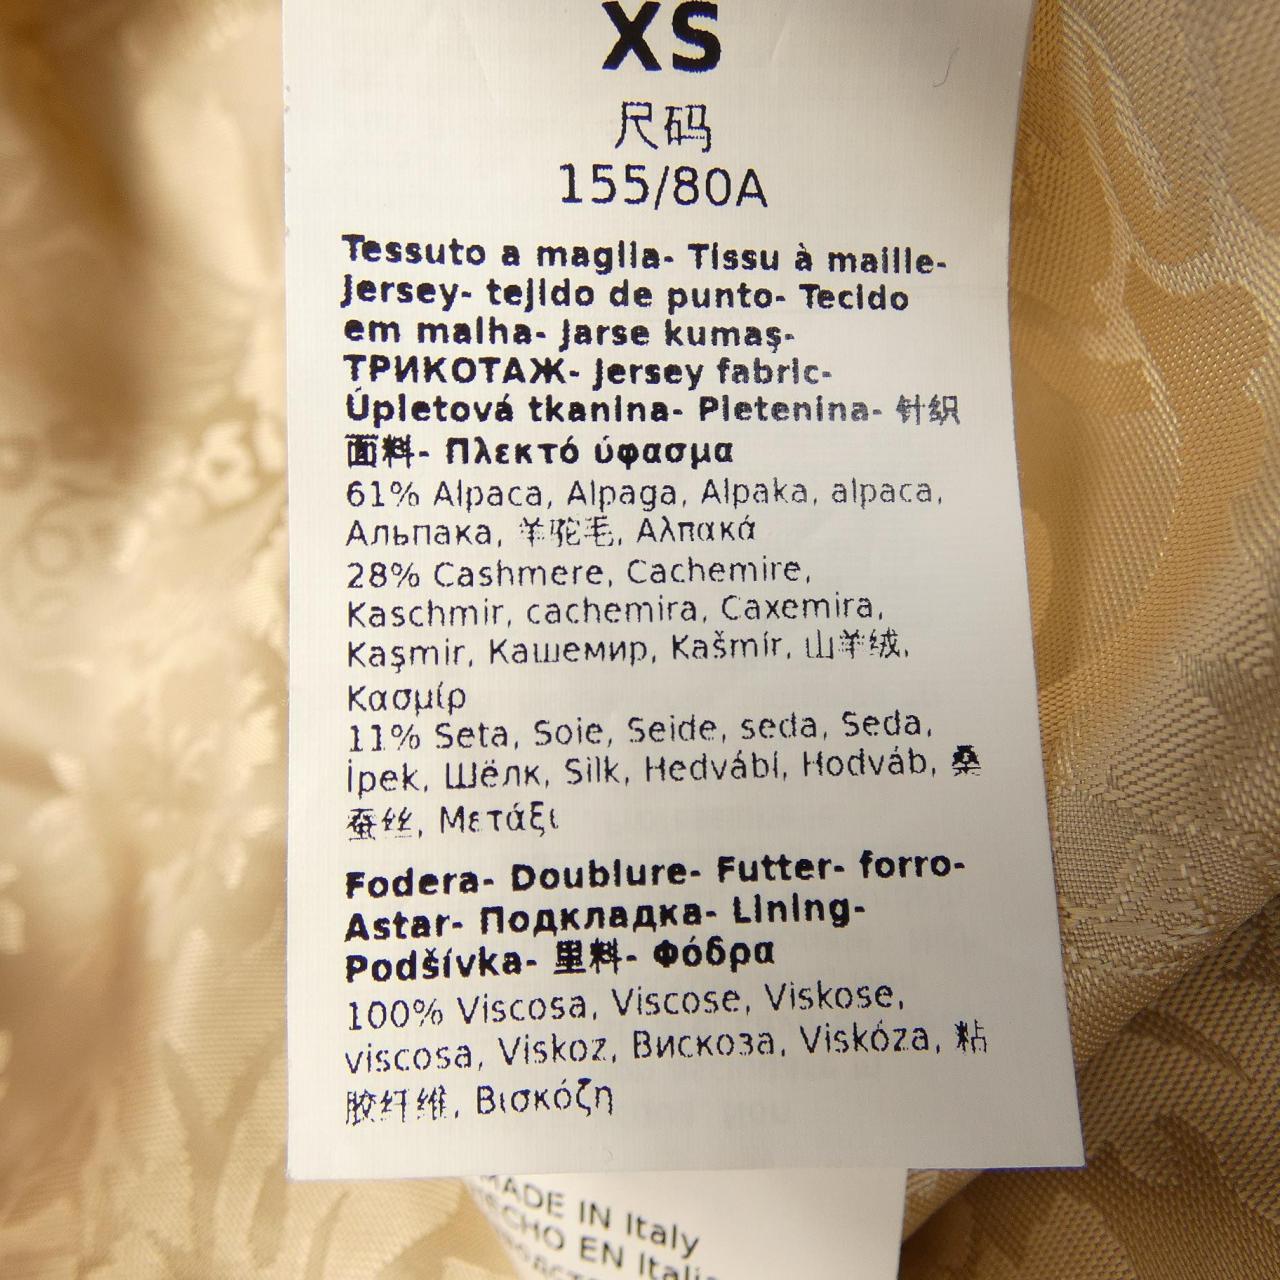 XS
尺码
155/80A
Tessuto a maglia- Tissu à maille-
Jersey- tejido de punto- Tecido
em malha- Jarse kumaş-
ТРИКОТАЖ- Jersey fabric-
Úpletová tkanina- Pletenina- 针织
面料- Πλεκτό ύφασμα
61% Alpaca, Alpaga, Alpaka, alpaca,
Альпака, 羊驼毛, Αλπακά
28% Cashmere, Cachemire,
Kaschmir, cachemira, Caxemira,
Kaşmir, Кашемир, Kašmír, 山羊绒,
Κασμίρ
11% Seta, Soie, Seide, seda, Seda,
İpek, Шёлк, Silk, Hedvábí, Hodváb, 桑
蚕丝, Μετάξι
Fodera- Doublure- Futter- forro-
Astar- Подкладка- Lining-
Podšívka- 里料- Φόδρα
100% Viscosa, Viscose, Viskose,
viscosa, Viskoz, Вискоза, Viskóza, 粘
胶纤维, Βισκόζη
MADE IN Italy
HECHO EN Italia